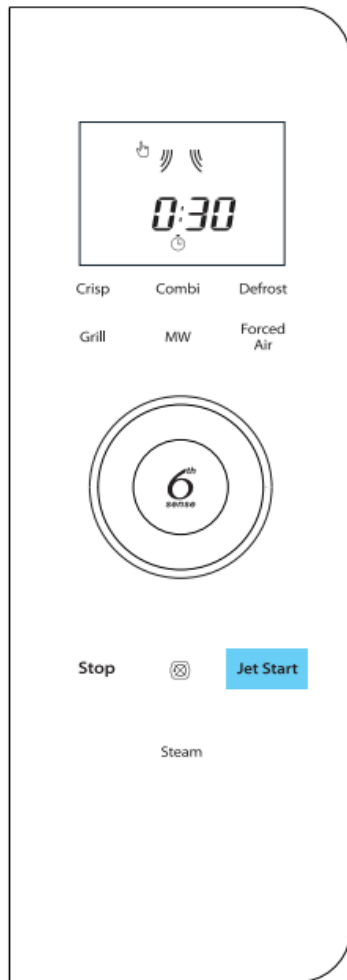 0:30
Crisp Combi Defrost
Grill MW Forced
Air
6th
sense
Stop Jet Start
Steam